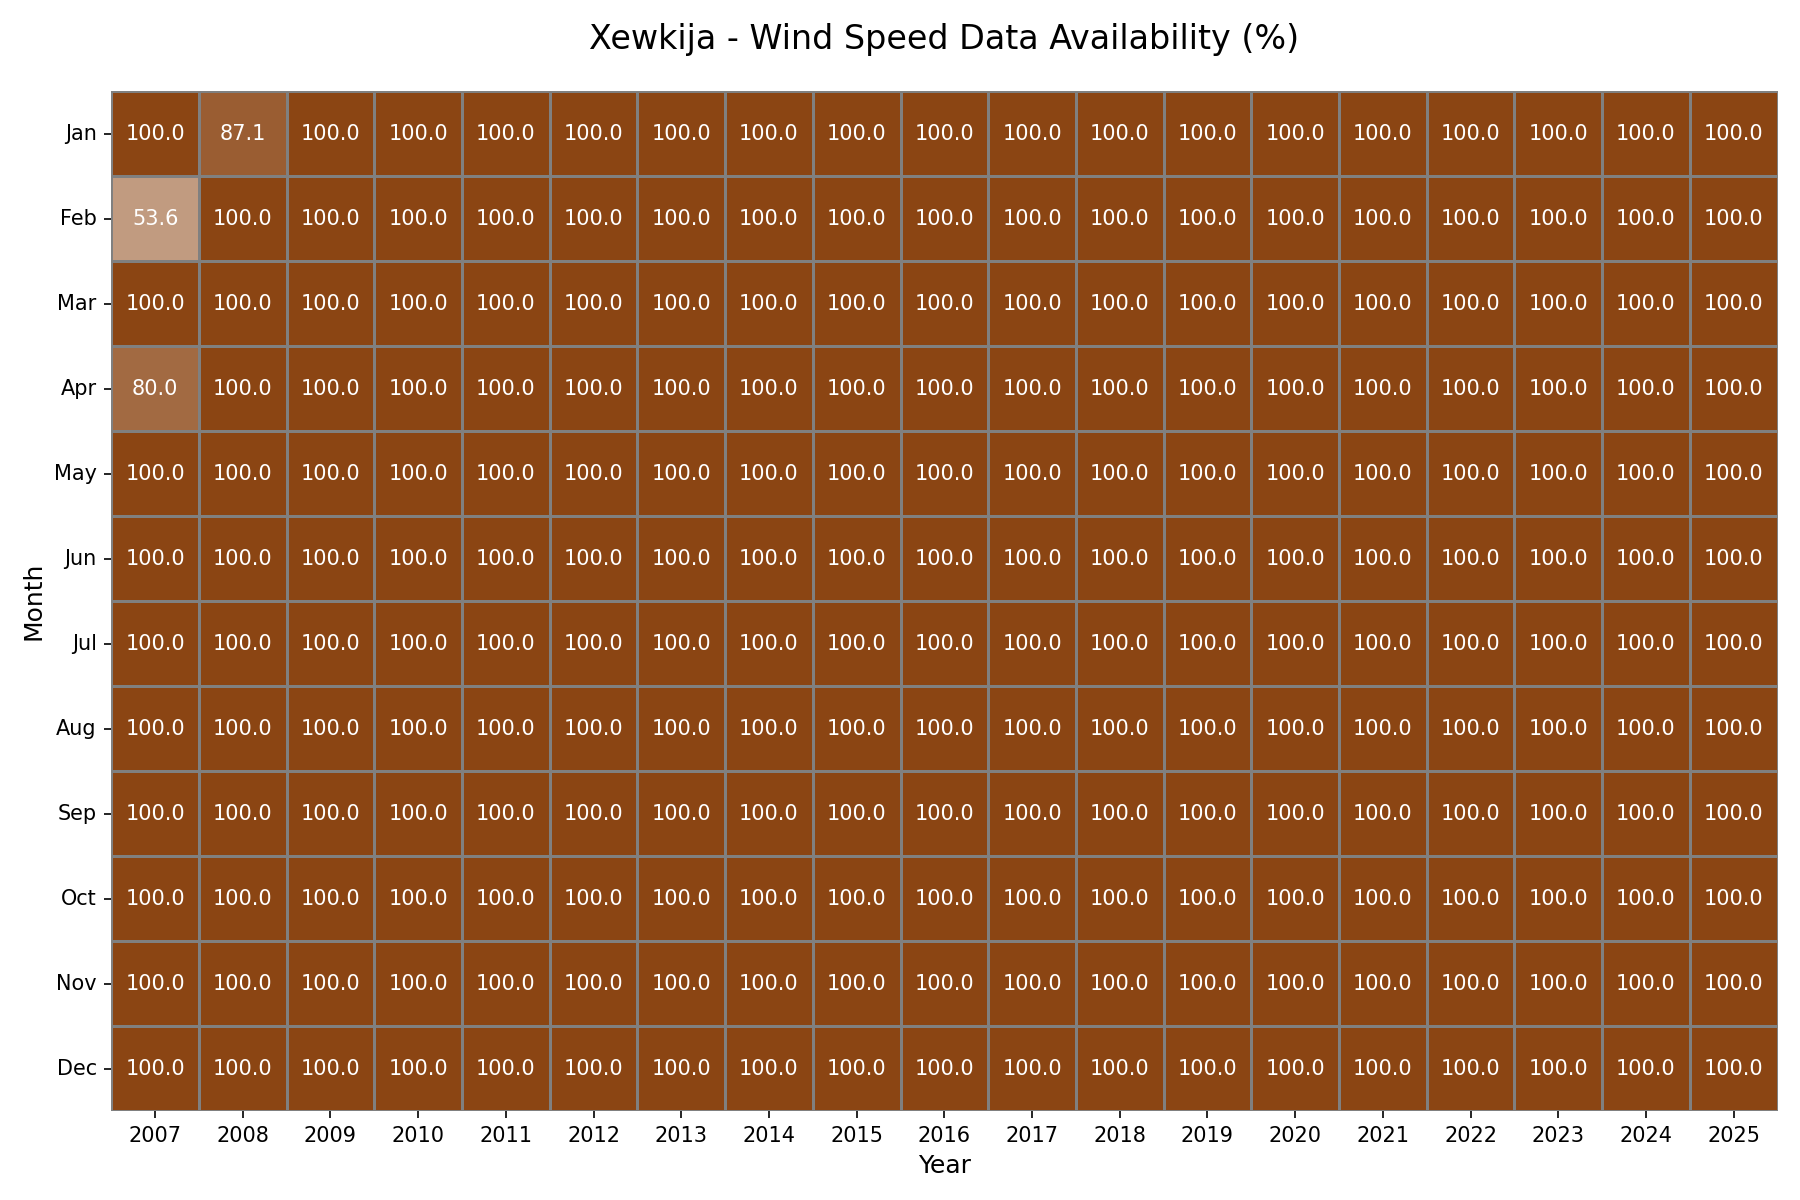 Xewkija - Wind Speed Data Availability (%)
Jan 100.0 87.1 100.0 100.0 100.0 100.0 100.0 100.0 100.0 100.0 100.0 100.0 100.0 100.0 100.0 100.0 100.0 100.0 100.0
Feb 53.6 100.0 100.0 100.0 100.0 100.0 100.0 100.0 100.0 100.0 100.0 100.0 100.0 100.0 100.0 100.0 100.0 100.0 100.0
Mar 100.0 100.0 100.0 100.0 100.0 100.0 100.0 100.0 100.0 100.0 100.0 100.0 100.0 100.0 100.0 100.0 100.0 100.0 100.0
Apr 80.0 100.0 100.0 100.0 100.0 100.0 100.0 100.0 100.0 100.0 100.0 100.0 100.0 100.0 100.0 100.0 100.0 100.0 100.0
May 100.0 100.0 100.0 100.0 100.0 100.0 100.0 100.0 100.0 100.0 100.0 100.0 100.0 100.0 100.0 100.0 100.0 100.0 100.0
Jun 100.0 100.0 100.0 100.0 100.0 100.0 100.0 100.0 100.0 100.0 100.0 100.0 100.0 100.0 100.0 100.0 100.0 100.0 100.0
Jul 100.0 100.0 100.0 100.0 100.0 100.0 100.0 100.0 100.0 100.0 100.0 100.0 100.0 100.0 100.0 100.0 100.0 100.0 100.0
Aug 100.0 100.0 100.0 100.0 100.0 100.0 100.0 100.0 100.0 100.0 100.0 100.0 100.0 100.0 100.0 100.0 100.0 100.0 100.0
Sep 100.0 100.0 100.0 100.0 100.0 100.0 100.0 100.0 100.0 100.0 100.0 100.0 100.0 100.0 100.0 100.0 100.0 100.0 100.0
Oct 100.0 100.0 100.0 100.0 100.0 100.0 100.0 100.0 100.0 100.0 100.0 100.0 100.0 100.0 100.0 100.0 100.0 100.0 100.0
Nov 100.0 100.0 100.0 100.0 100.0 100.0 100.0 100.0 100.0 100.0 100.0 100.0 100.0 100.0 100.0 100.0 100.0 100.0 100.0
Dec 100.0 100.0 100.0 100.0 100.0 100.0 100.0 100.0 100.0 100.0 100.0 100.0 100.0 100.0 100.0 100.0 100.0 100.0 100.0
2007 2008 2009 2010 2011 2012 2013 2014 2015 2016 2017 2018 2019 2020 2021 2022 2023 2024 2025
Year
Month